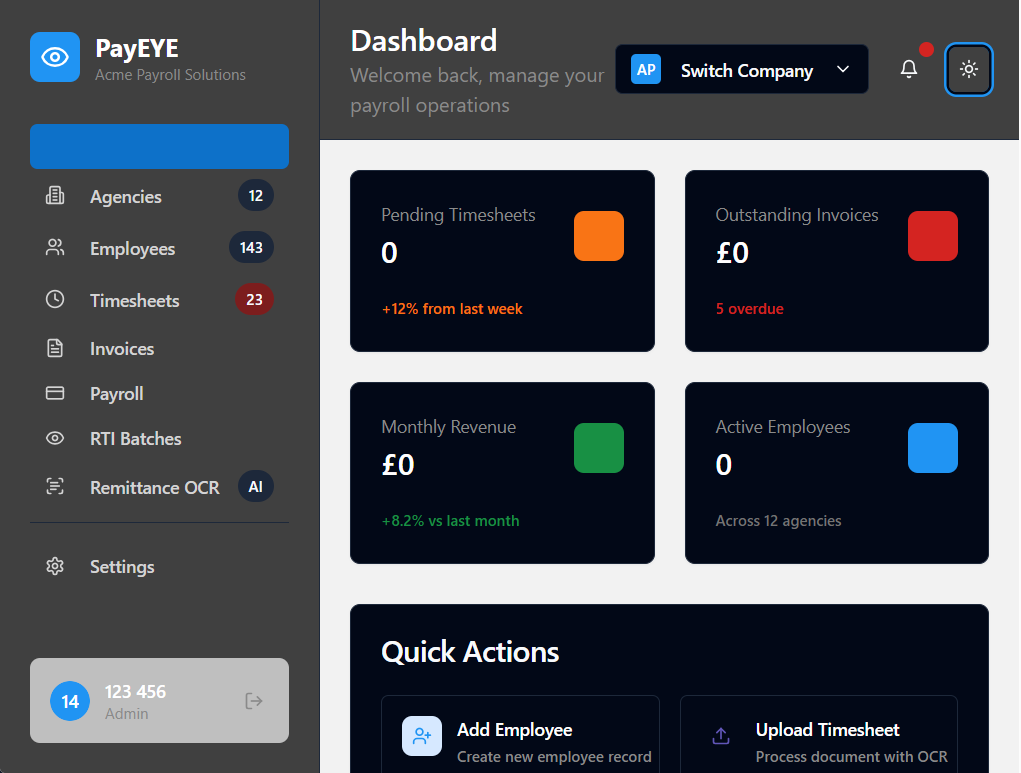 PayEYE
Acme Payroll Solutions
Agencies
12
Employees
143
Timesheets
23
Invoices
Payroll
RTI Batches
Remittance OCR
AI
Settings
14
123 456
Admin
Dashboard
Welcome back, manage your
payroll operations
AP
Switch Company
Pending Timesheets
0
+12% from last week
Outstanding Invoices
£0
5 overdue
Monthly Revenue
£0
+8.2% vs last month
Active Employees
0
Across 12 agencies
Quick Actions
Add Employee
Create new employee record
Upload Timesheet
Process document with OCR